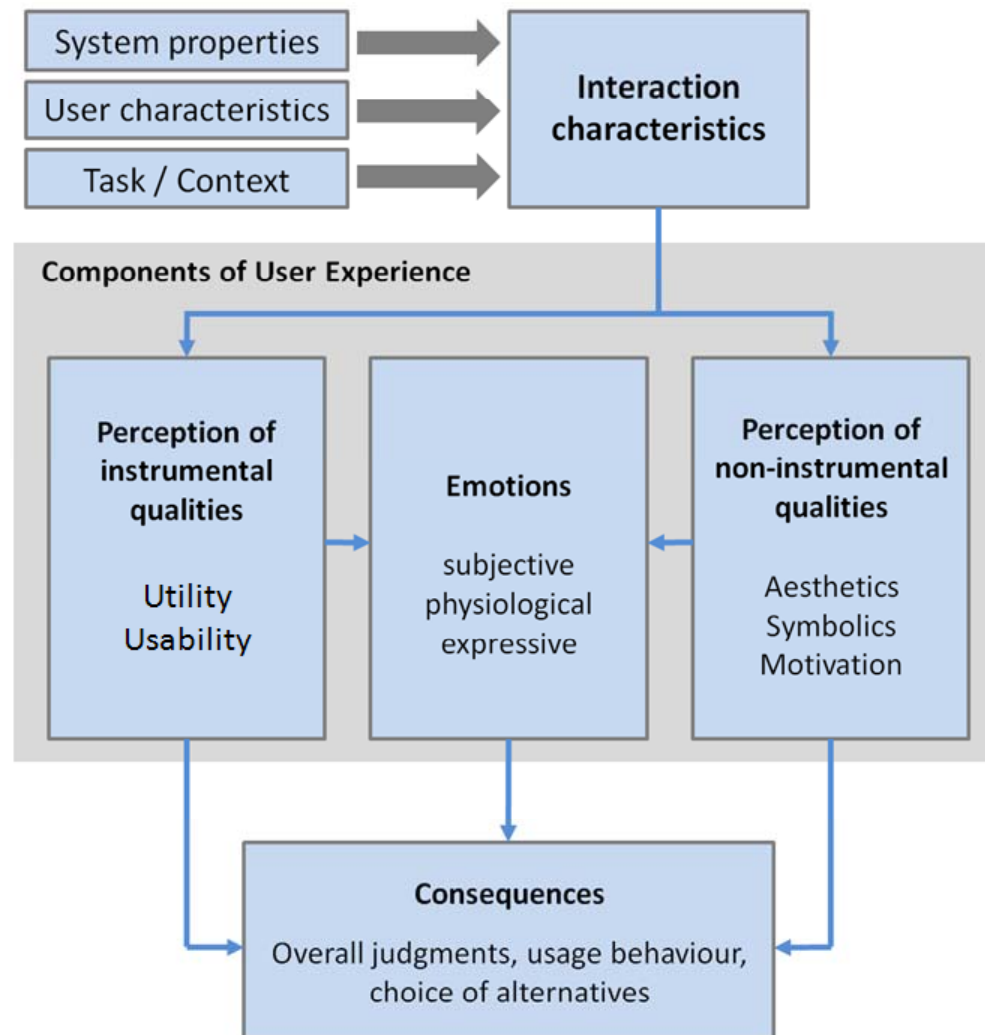 System properties
User characteristics
Task / Context
Interaction
characteristics
Components of User Experience
Perception of
instrumental
qualities
Utility
Usability
Emotions
subjective
physiological
expressive
Perception of
non-instrumental
qualities
Aesthetics
Symbolics
Motivation
Consequences
Overall judgments, usage behaviour,
choice of alternatives